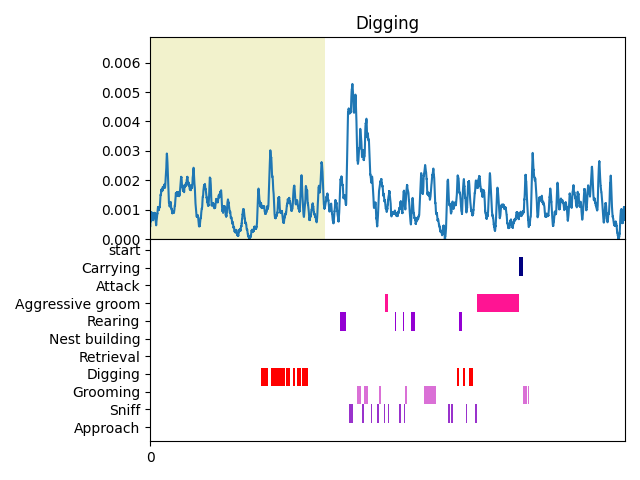 Digging
0.006
0.005
0.004
0.003
0.002
0.001
0.000
start
Carrying
Attack
Aggressive groom
Rearing
Nest building
Retrieval
Digging
Grooming
Sniff
Approach
0